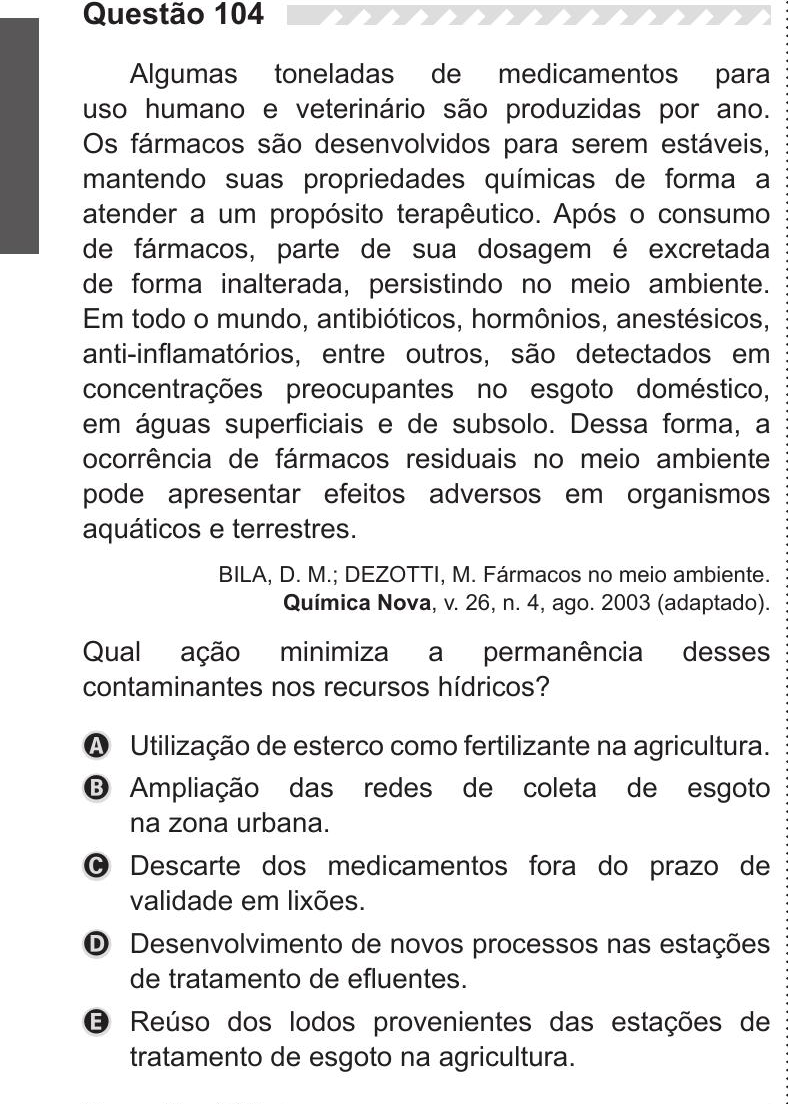 Questão 104
Algumas toneladas de medicamentos para
uso humano e veterinário são produzidas por ano.
Os fármacos são desenvolvidos para serem estáveis,
mantendo suas propriedades químicas de forma a
atender a um propósito terapêutico. Após o consumo
de fármacos, parte de sua dosagem é excretada
de forma inalterada, persistindo no meio ambiente.
Em todo o mundo, antibióticos, hormônios, anestésicos,
anti-inflamatórios, entre outros, são detectados em
concentrações preocupantes no esgoto doméstico,
em águas superficiais e de subsolo. Dessa forma, a
ocorrência de fármacos residuais no meio ambiente
pode apresentar efeitos adversos em organismos
aquáticos e terrestres.
BILA, D. M.; DEZOTTI, M. Fármacos no meio ambiente.
Química Nova, v. 26, n. 4, ago. 2003 (adaptado).
Qual ação minimiza a permanência desses
contaminantes nos recursos hídricos?
A Utilização de esterco como fertilizante na agricultura.
B Ampliação das redes de coleta de esgoto
na zona urbana.
C Descarte dos medicamentos fora do prazo de
validade em lixões.
D Desenvolvimento de novos processos nas estações
de tratamento de efluentes.
E Reúso dos lodos provenientes das estações de
tratamento de esgoto na agricultura.